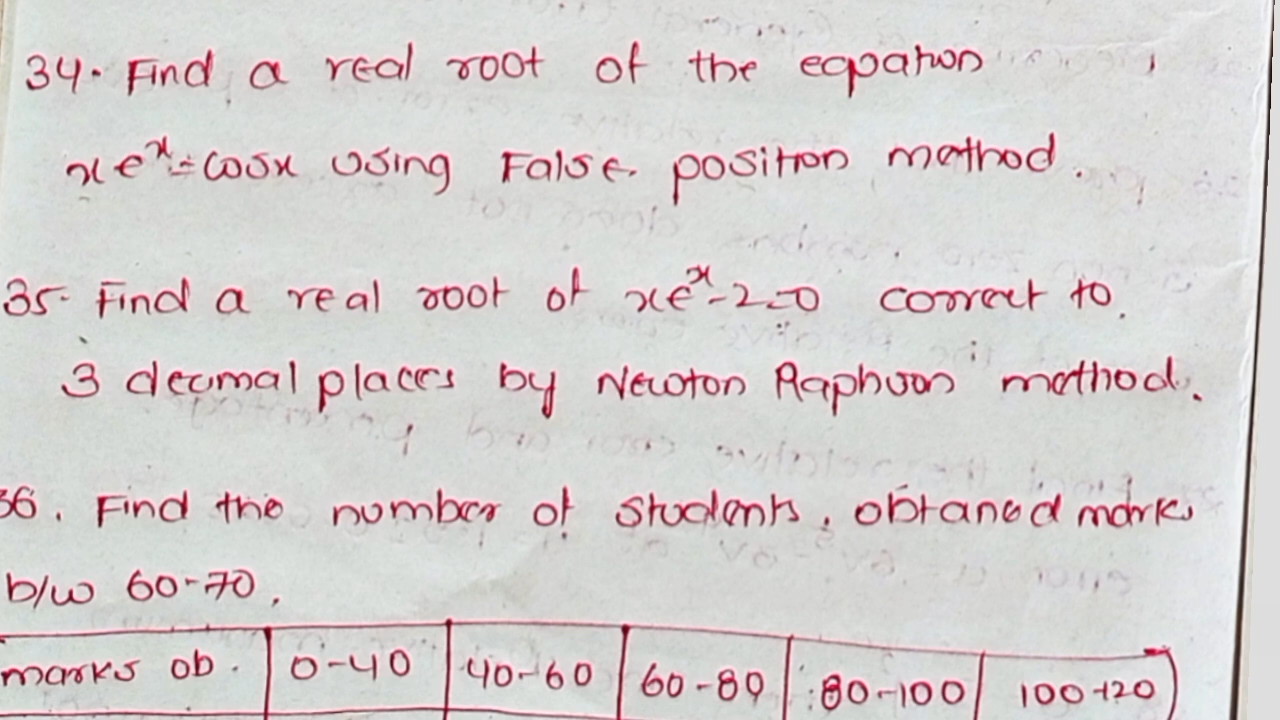 34. Find a real root of the equation
xe^x=cosx using False position method.
35. Find a real root of xe^x-2=0 correct to
3 decimal places by Newton Raphson method.
36. Find the number of students, obtaned marks
b/w 60-70,
marks ob. 0-40 40-60 60-80 80-100 100-120